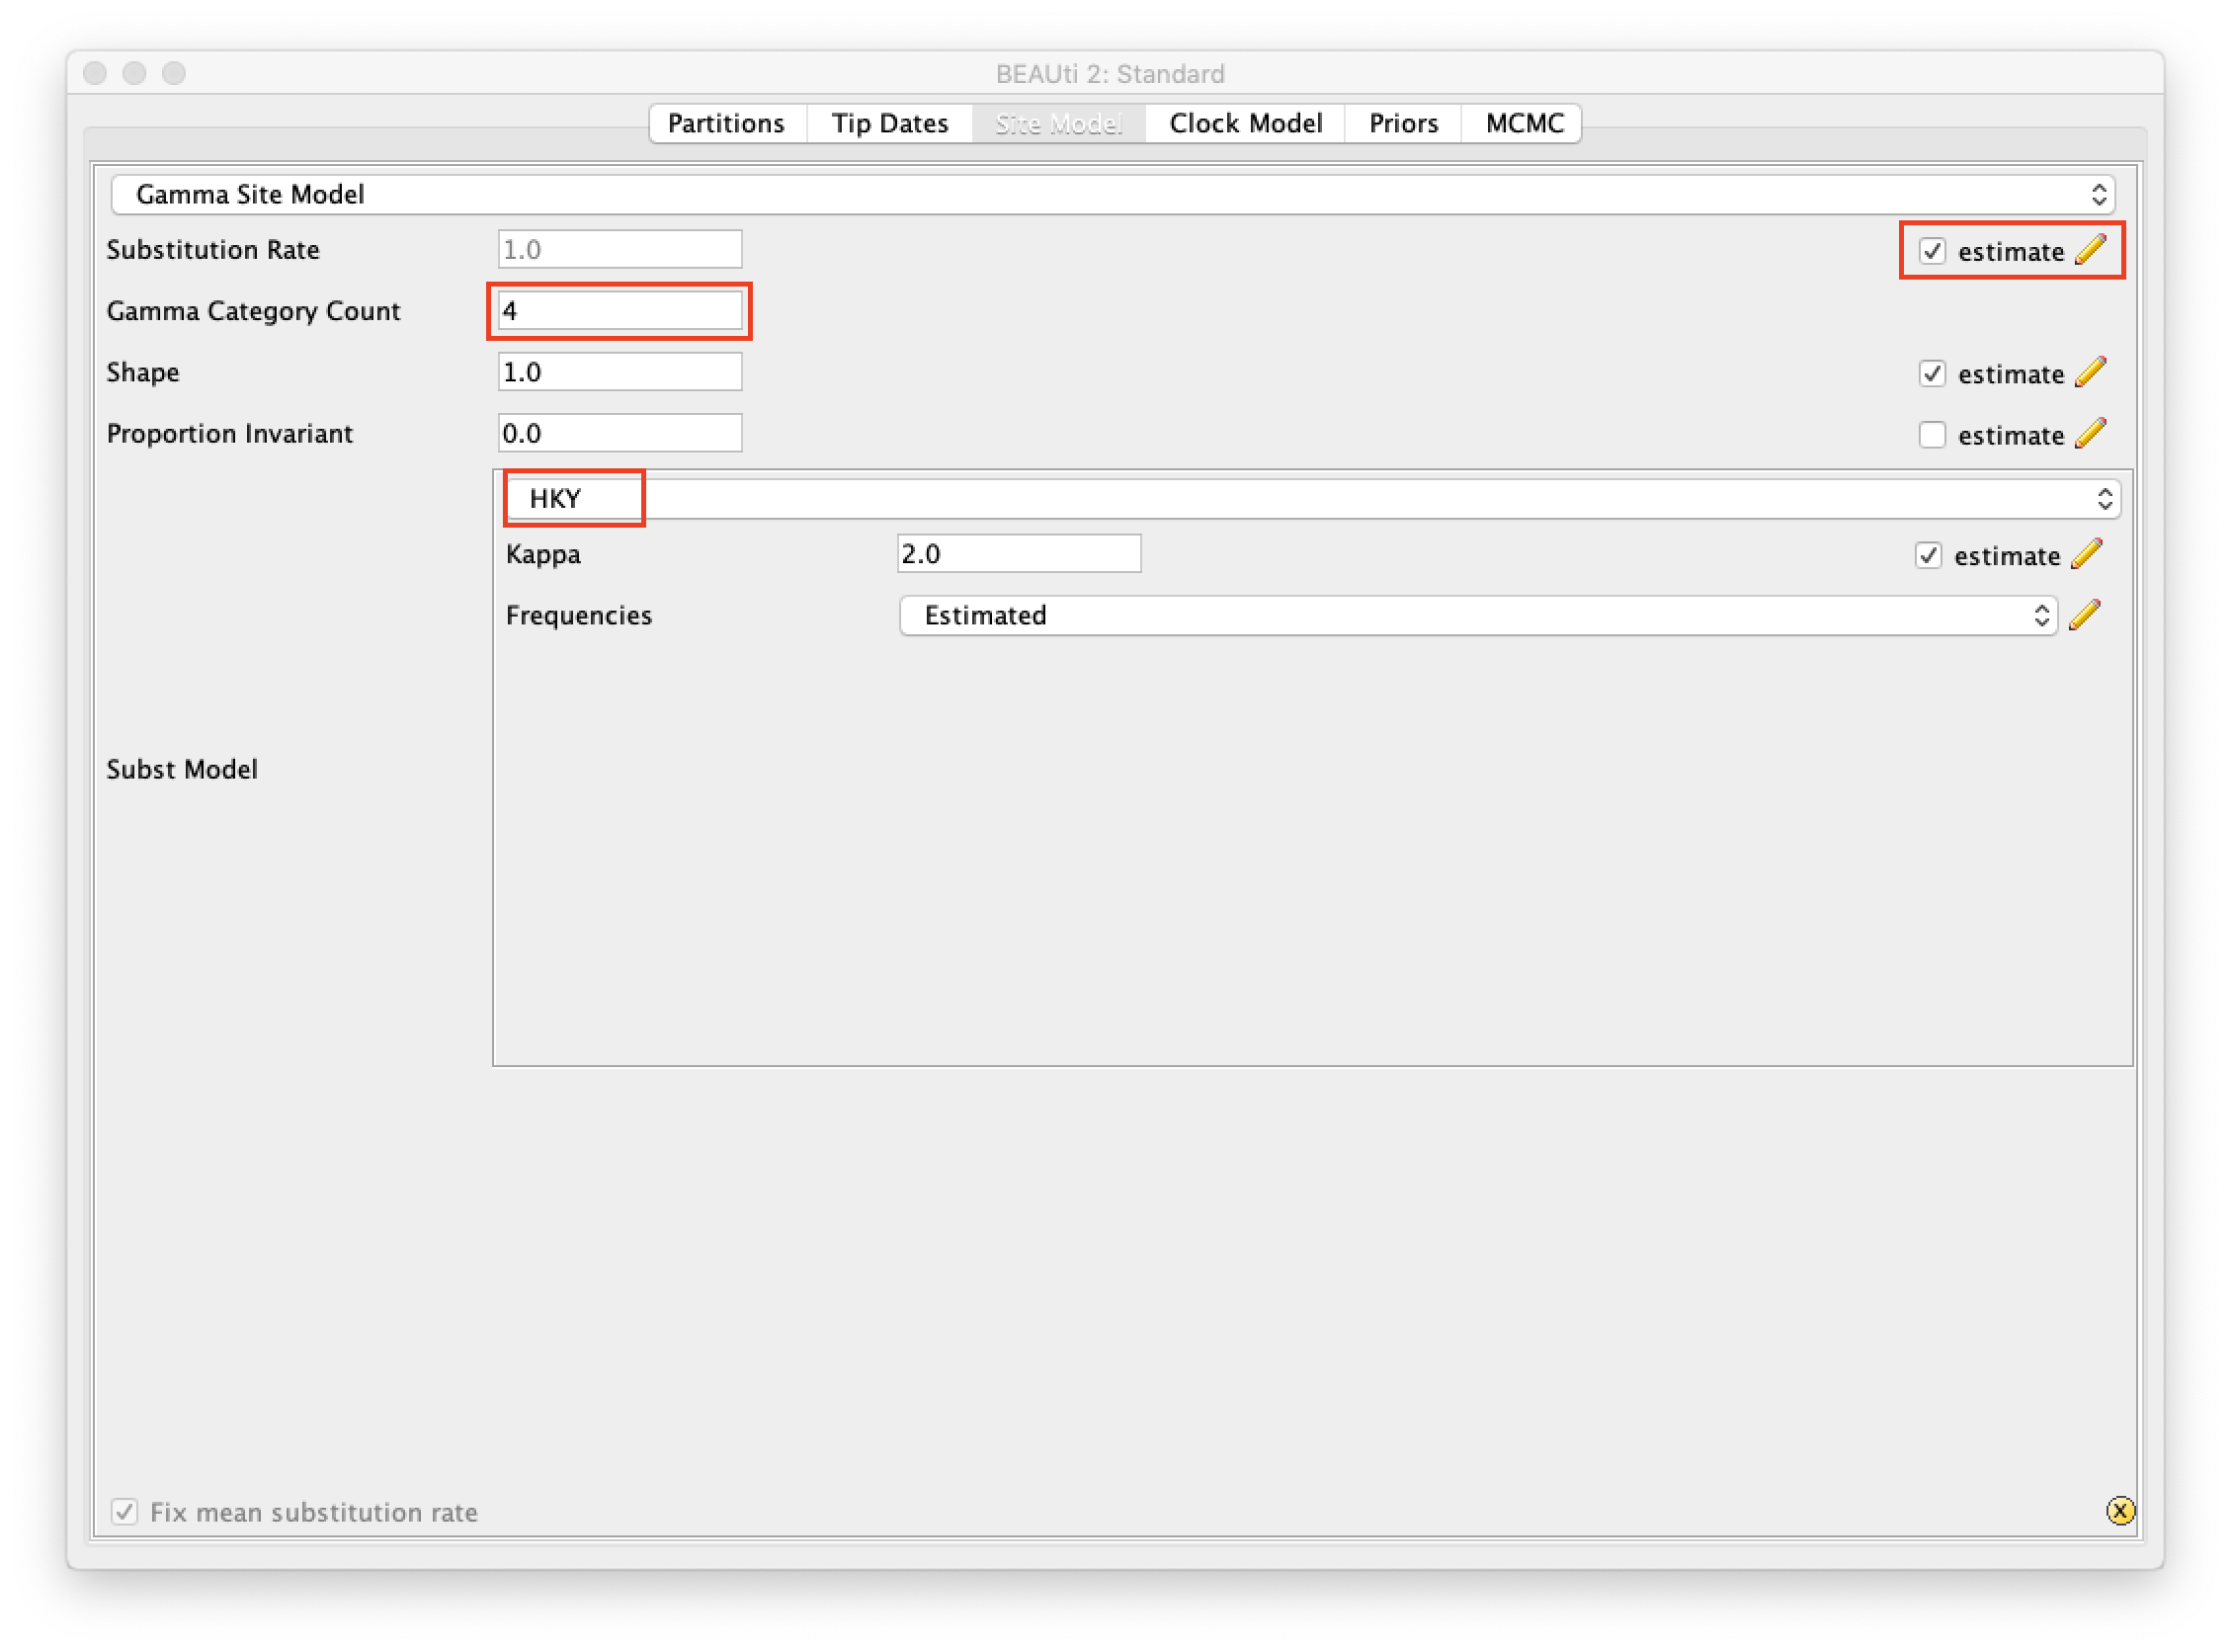 BEAUti 2: Standard
Partitions Tip Dates Site Model Clock Model Priors MCMC
Gamma Site Model
Substitution Rate 1.0 estimate
Gamma Category Count 4
Shape 1.0 estimate
Proportion Invariant 0.0 estimate
HKY
Kappa 2.0 estimate
Frequencies Estimated
Subst Model
Fix mean substitution rate
x